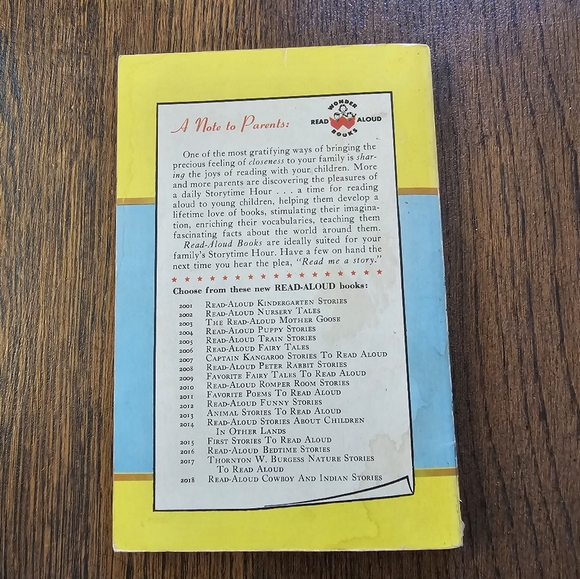 A Note to Parents:
WONDER
READ ALOUD
BOOKS
One of the most gratifying ways of bringing the
precious feeling of closeness to your family is shar-
ing the joys of reading with your children. More
and more parents are discovering the pleasures of
a daily Storytime Hour . . . a time for reading
aloud to young children, helping them develop a
lifetime love of books, stimulating their imagina-
tion, enriching their vocabularies, teaching them
fascinating facts about the world around them.
Read-Aloud Books are ideally suited for your
family's Storytime Hour. Have a few on hand the
next time you hear the plea, "Read me a story."
Choose from these new READ-ALOUD books:
2001 Read-Aloud Kindergarten Stories
2002 Read-Aloud Nursery Tales
2003 The Read-Aloud Mother Goose
2004 Read-Aloud Puppy Stories
2005 Read-Aloud Train Stories
2006 Read-Aloud Fairy Tales
2007 Captain Kangaroo Stories To Read Aloud
2008 Read-Aloud Peter Rabbit Stories
2009 Favorite Fairy Tales To Read Aloud
2010 Read-Aloud Romper Room Stories
2011 Favorite Poems To Read Aloud
2012 Read-Aloud Funny Stories
2013 Animal Stories To Read Aloud
2014 Read-Aloud Stories About Children
In Other Lands
2015 First Stories To Read Aloud
2016 Read-Aloud Bedtime Stories
2017 Thornton W. Burgess Nature Stories
To Read Aloud
2018 Read-Aloud Cowboy And Indian Stories